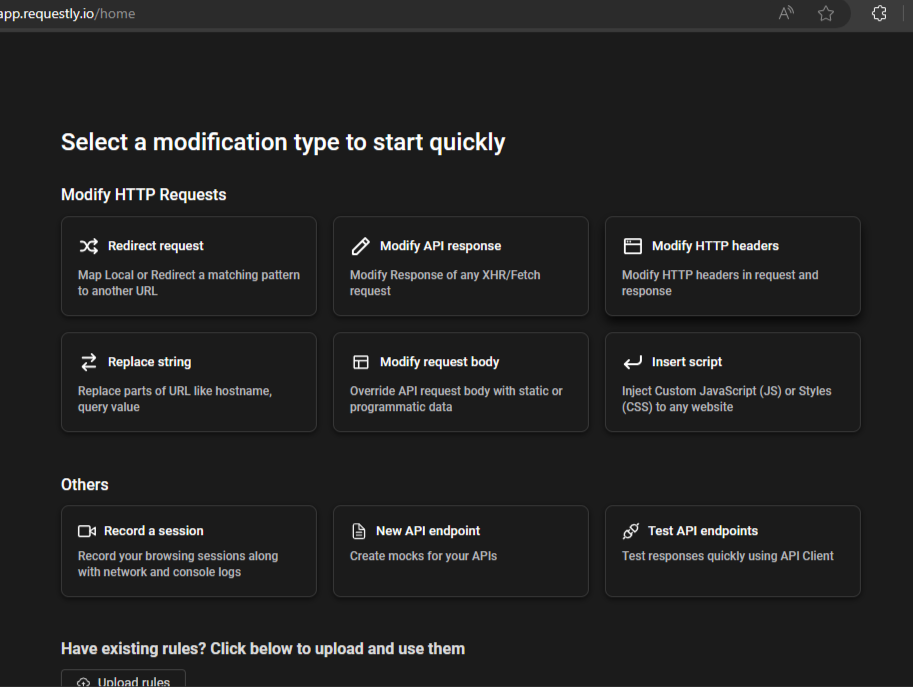 app.requestly.io/home
Select a modification type to start quickly
Modify HTTP Requests
Redirect request
Map Local or Redirect a matching pattern
to another URL
Modify API response
Modify Response of any XHR/Fetch
request
Modify HTTP headers
Modify HTTP headers in request and
response
Replace string
Replace parts of URL like hostname,
query value
Modify request body
Override API request body with static or
programmatic data
Insert script
Inject Custom JavaScript (JS) or Styles
(CSS) to any website
Others
Record a session
Record your browsing sessions along
with network and console logs
New API endpoint
Create mocks for your APIs
Test API endpoints
Test responses quickly using API Client
Have existing rules? Click below to upload and use them
Upload rules